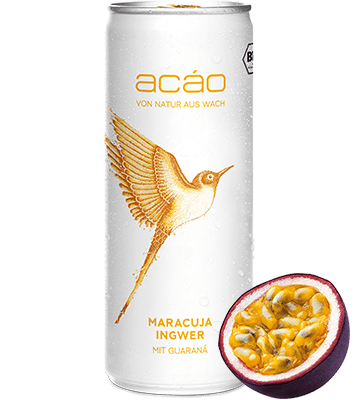 acáo
VON NATUR AUS WACH
MARACUJA
INGWER
MIT GUARANÁ